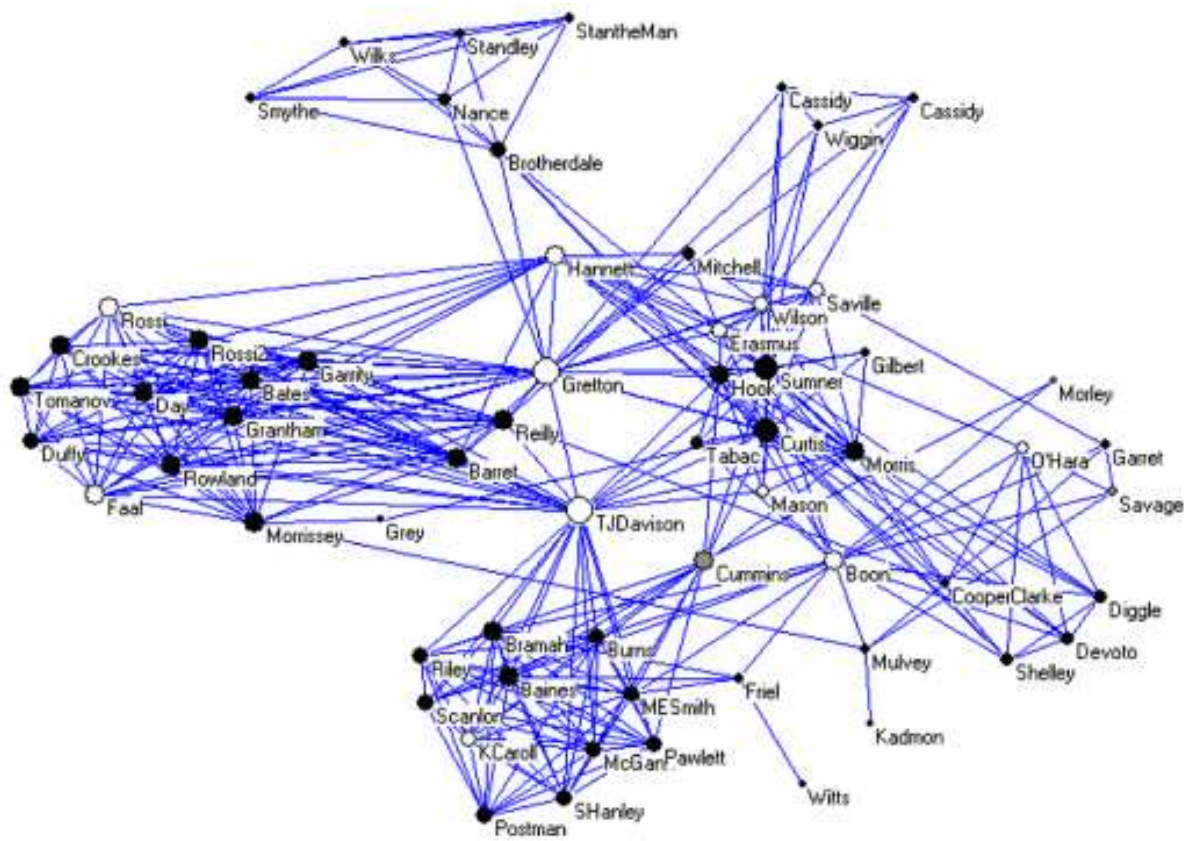 StantheMan
Standley
Wilks
Smythe
Nance
Cassidy
Cassidy
Wiggin
Brotherdale
Hannett
Mitchell
Saville
Wilson
Rossi
Erasmus
Crookes
Rossi2
Garrity
Gretton
Hook
Sumner
Gilbert
Tomanov
Day
Bates
Morley
Grantham
Reilly
Duffy
Curtis
Tabac
Morris
O'Hara
Garret
Rowland
Barret
Faal
Mason
Savage
Morrissey
Grey
TJDavison
Cummins
Boon
CooperClarke
Diggle
Bramah
Burns
Devoto
Riley
Mulvey
Shelley
Baines
Friel
Scanlon
MESmith
KCaroll
Kadmon
McGan
Pawlett
Witts
SHanley
Postman